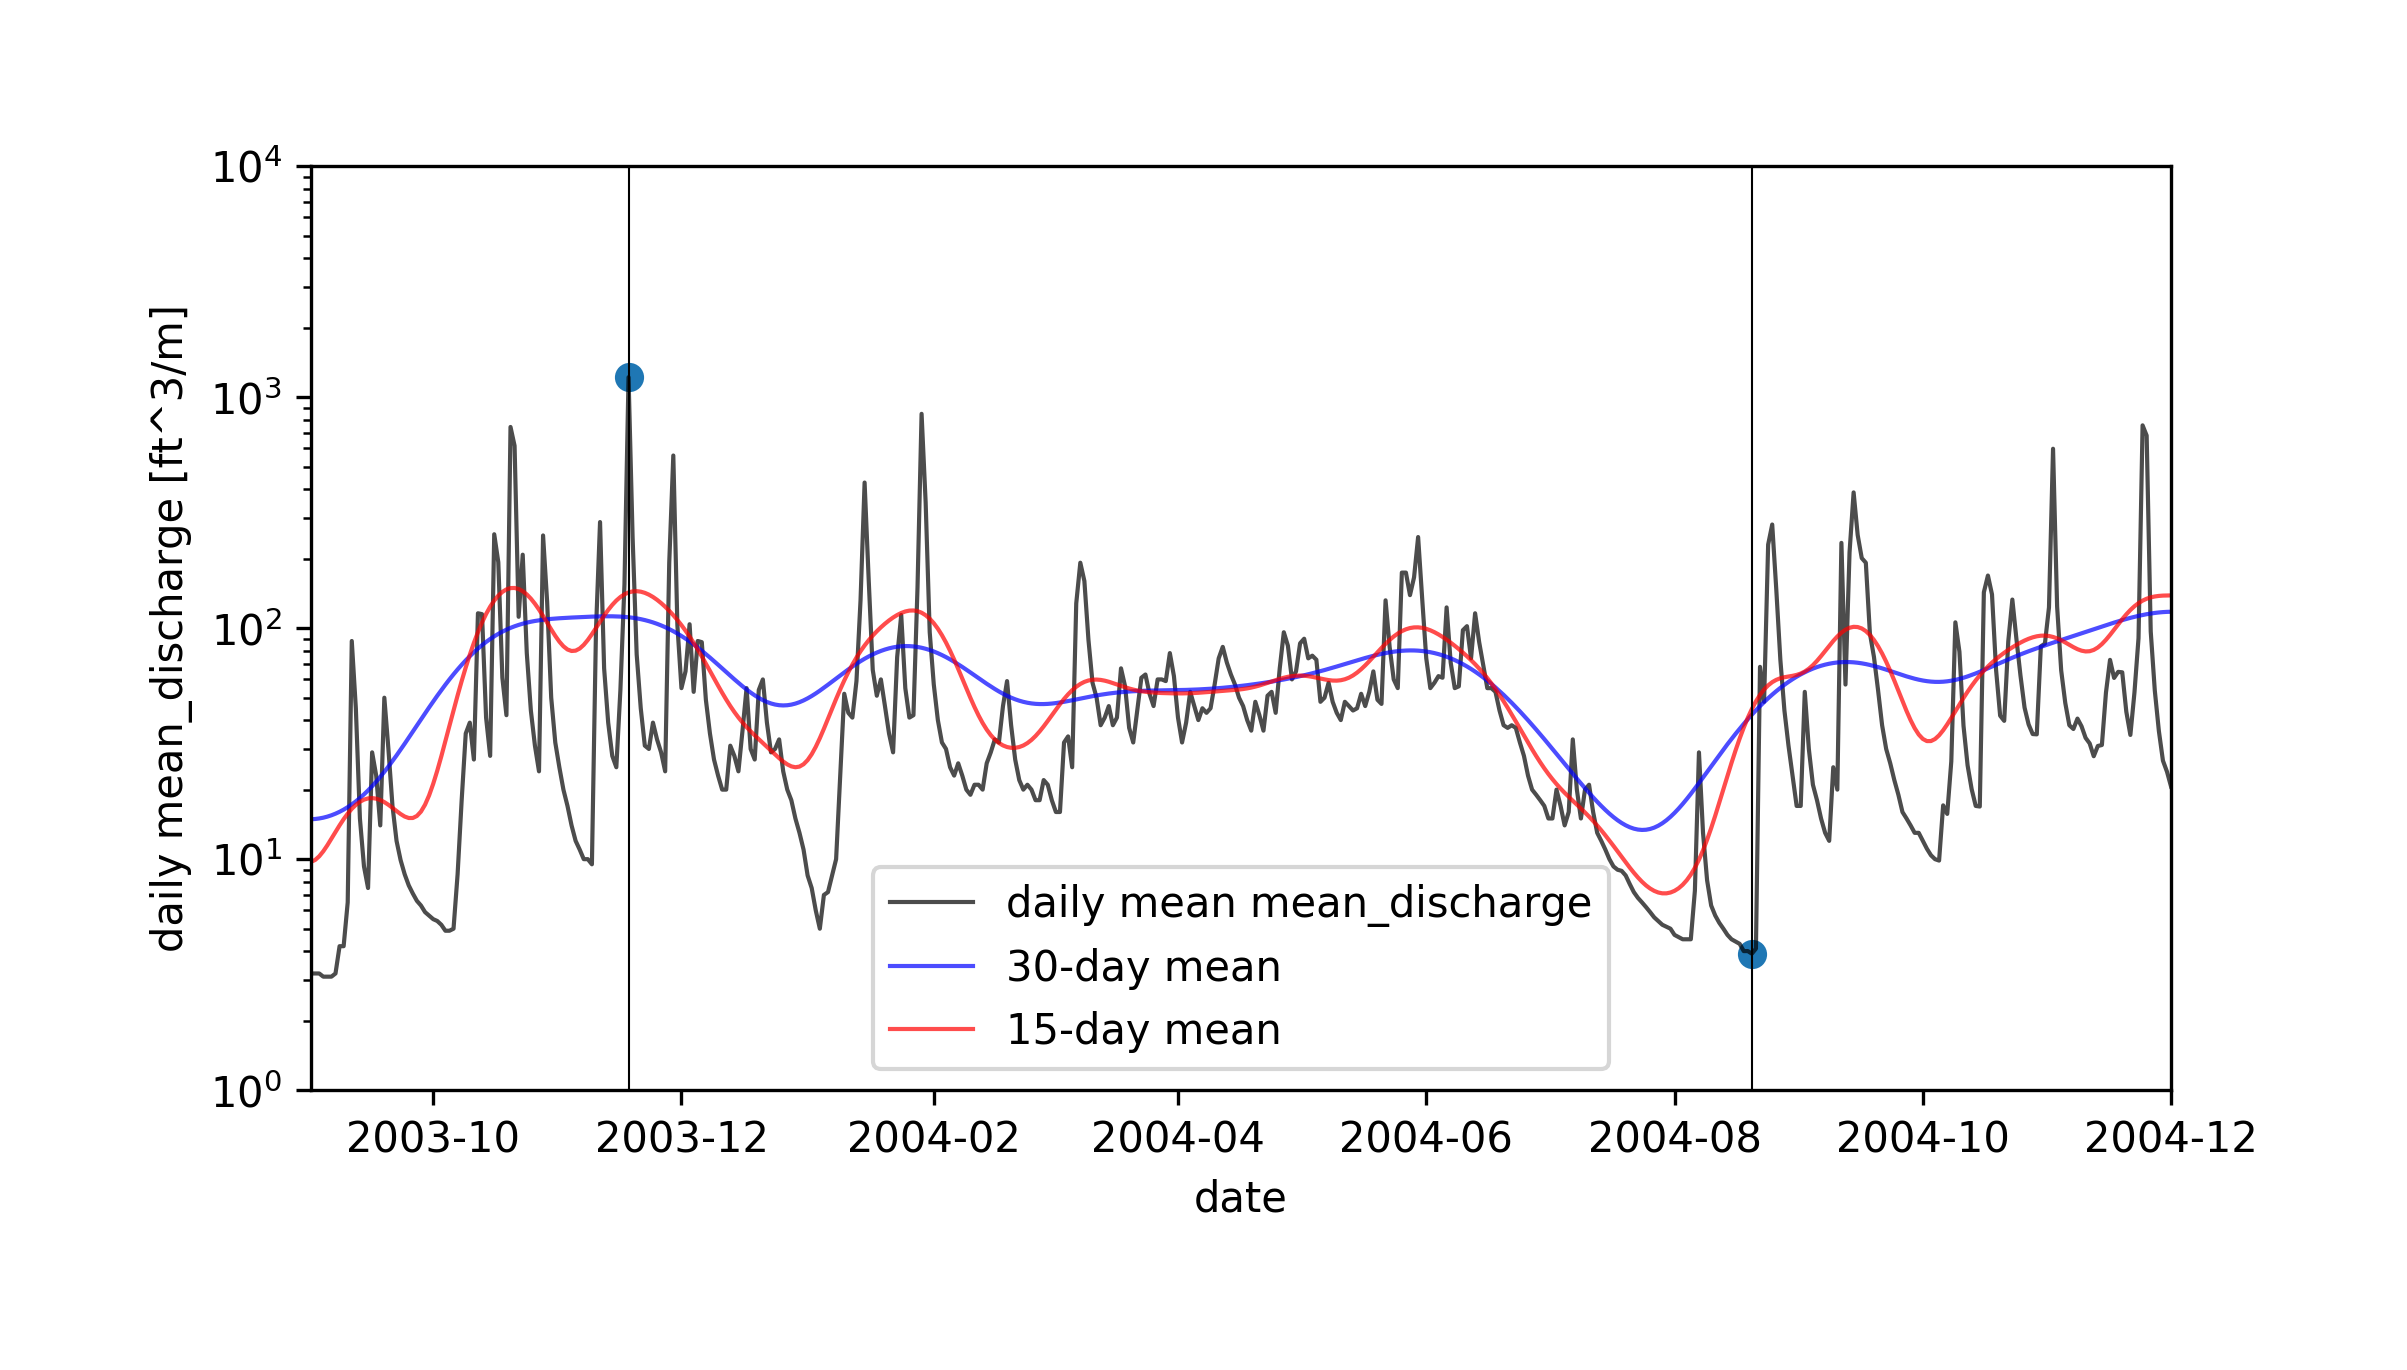 10^4
10^3
10^2
10^1
10^0
daily mean_discharge [ft^3/m]
daily mean mean_discharge
30-day mean
15-day mean
2003-10 2003-12 2004-02 2004-04 2004-06 2004-08 2004-10 2004-12
date